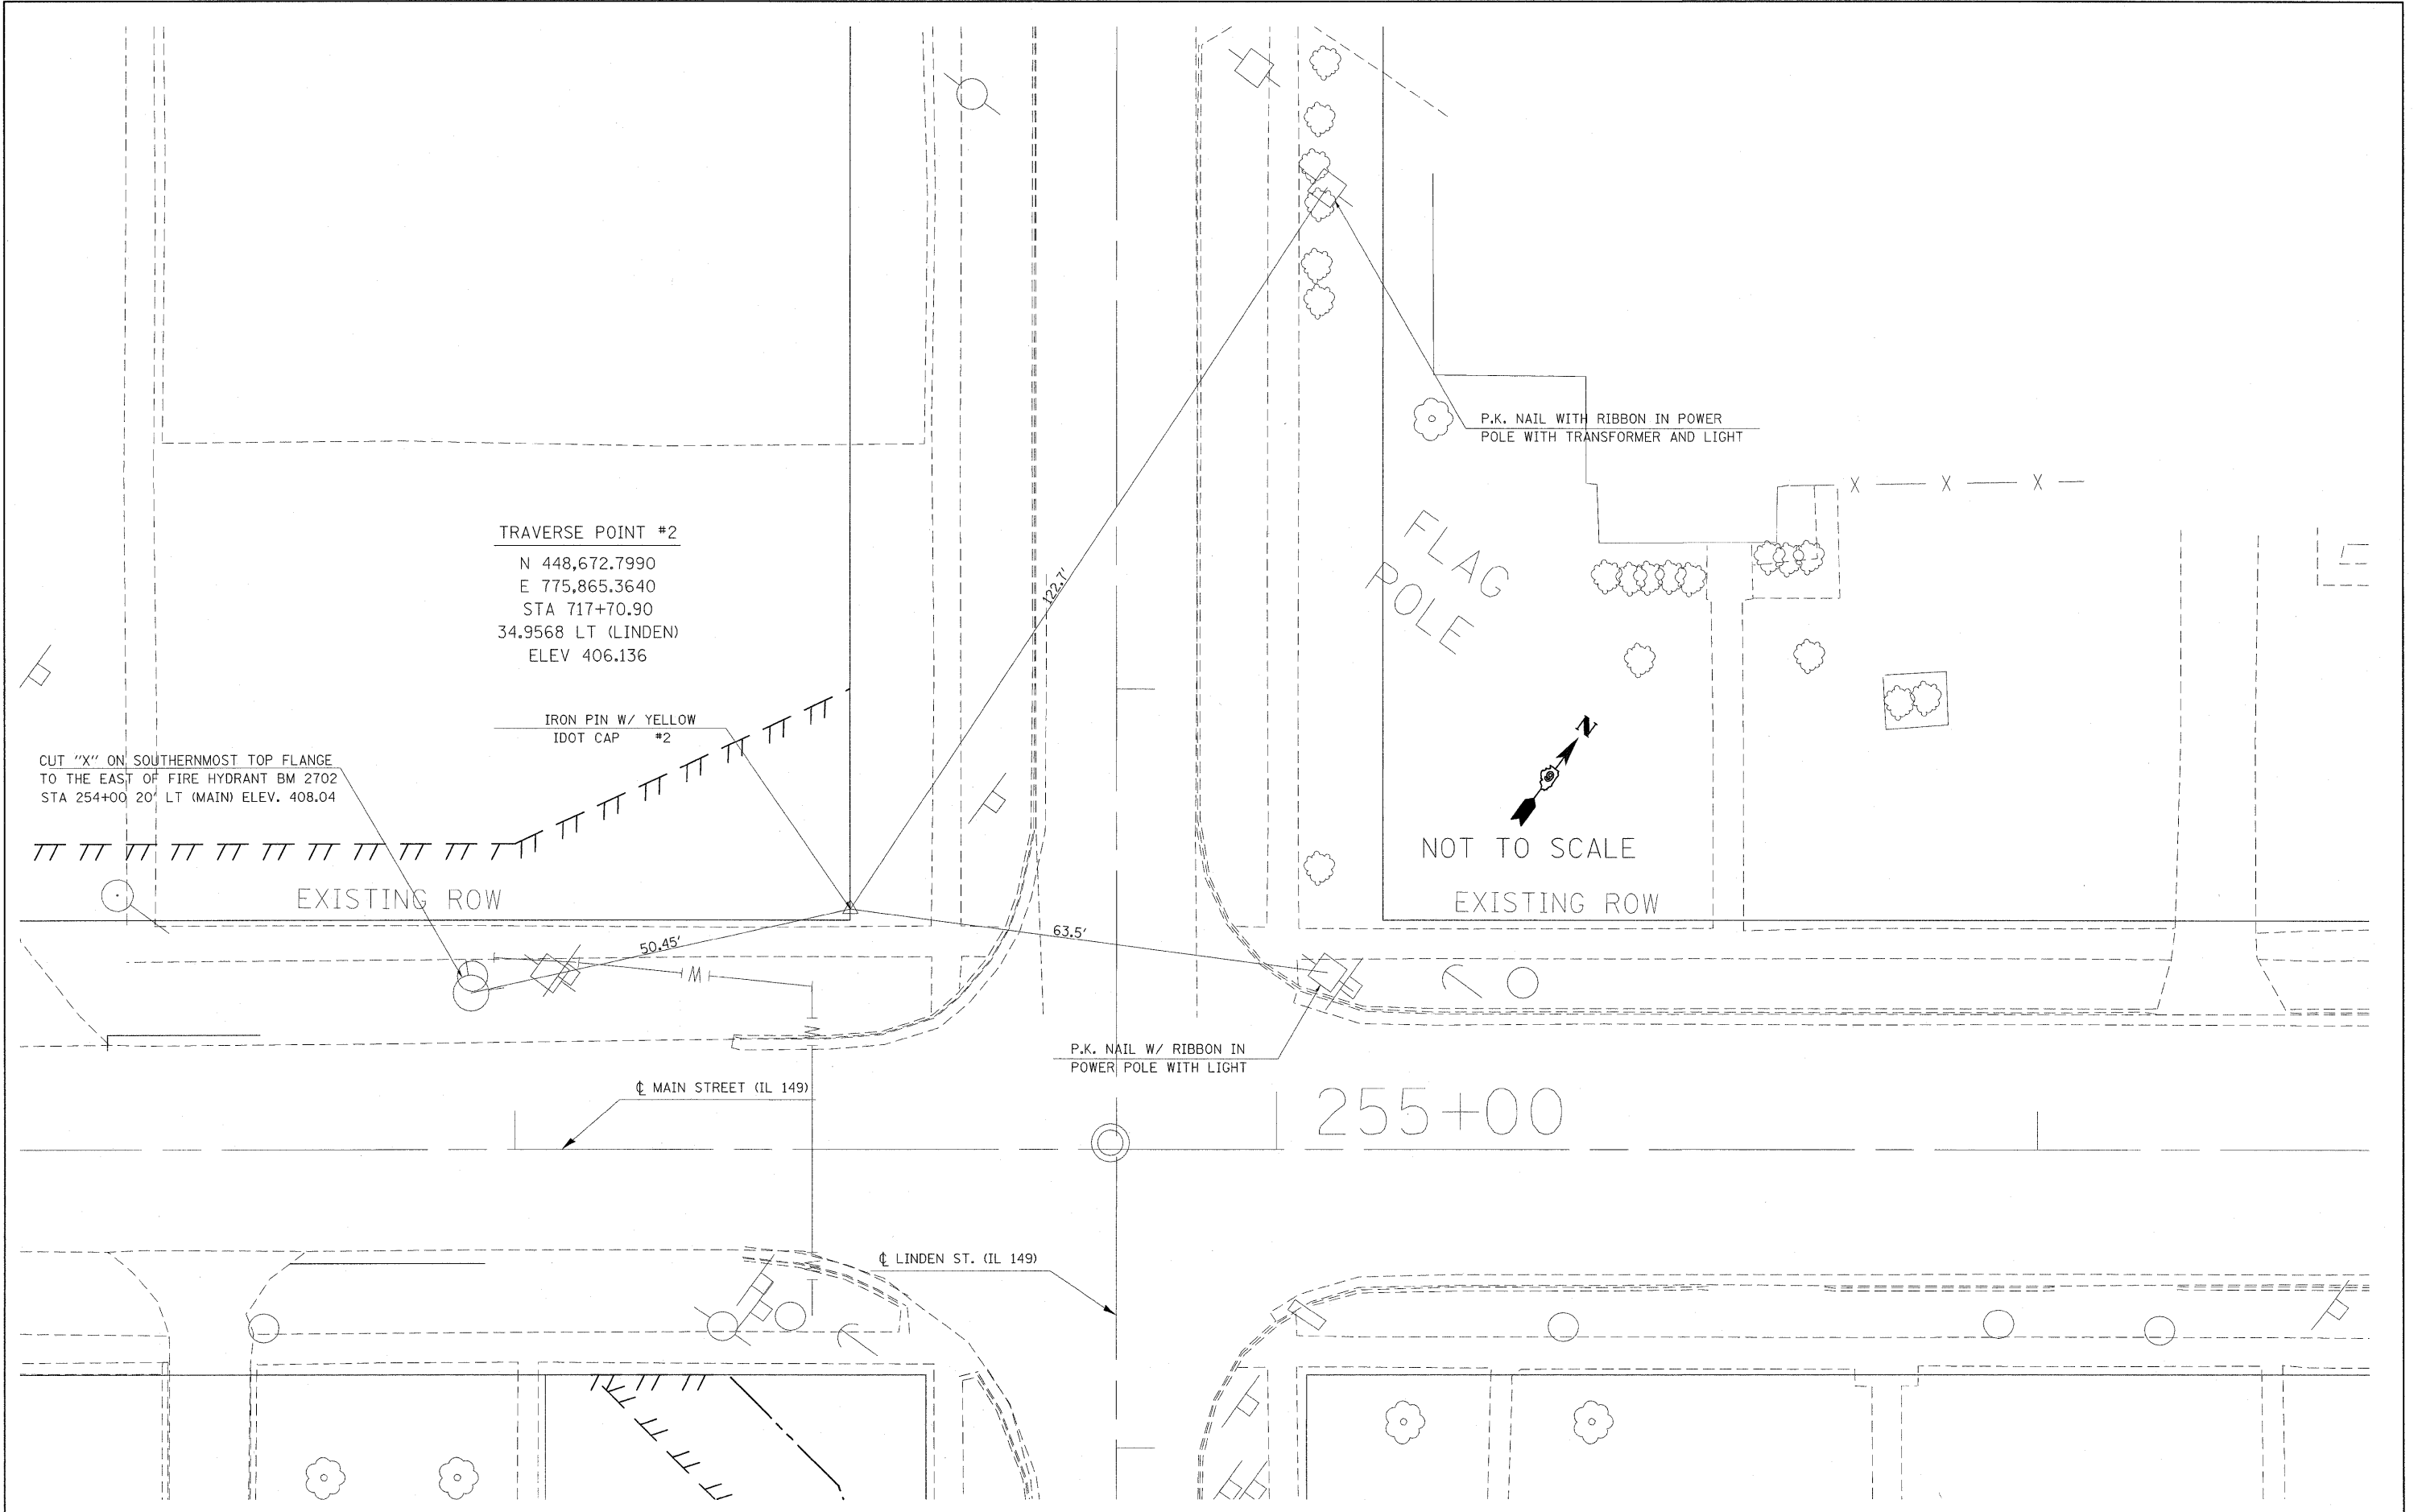 P.K. NAIL WITH RIBBON IN POWER
POLE WITH TRANSFORMER AND LIGHT
X X X
TRAVERSE POINT #2
N 448,672.7990
E 775,865.3640
STA 717+70.90
34.9568 LT (LINDEN)
ELEV 406.136
122.7'
FLAG
POLE
IRON PIN W/ YELLOW
IDOT CAP #2
N
CUT "X" ON SOUTHERNMOST TOP FLANGE
TO THE EAST OF FIRE HYDRANT BM 2702
STA 254+00 20' LT (MAIN) ELEV. 408.04
NOT TO SCALE
EXISTING ROW
EXISTING ROW
50.45'
63.5'
W
W
P.K. NAIL W/ RIBBON IN
POWER POLE WITH LIGHT
℄ MAIN STREET (IL 149)
255+00
℄ LINDEN ST. (IL 149)